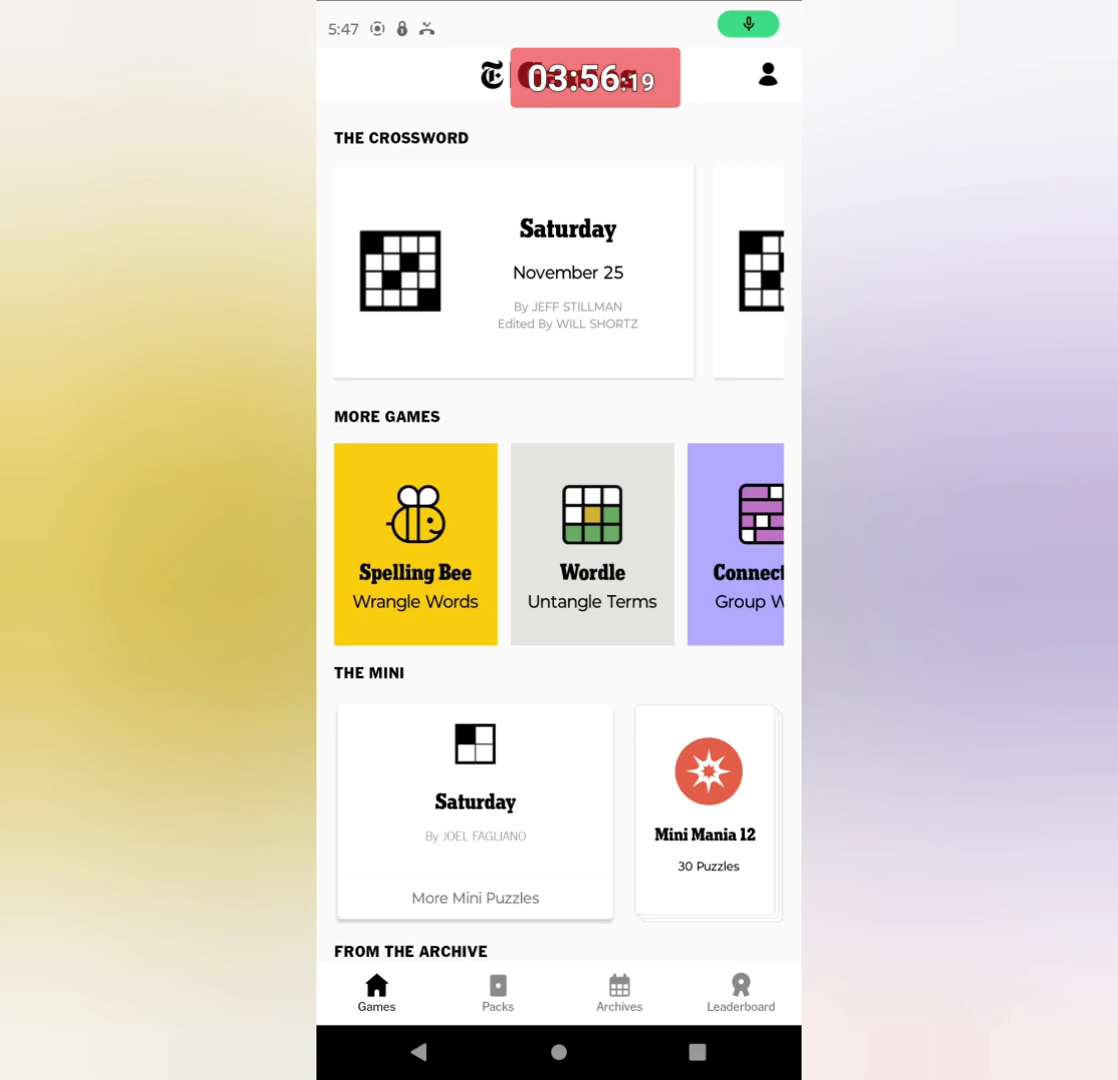 5:47
03:56:19
THE CROSSWORD
Saturday
November 25
By JEFF STILLMAN
Edited By WILL SHORTZ
MORE GAMES
Spelling Bee
Wrangle Words
Wordle
Untangle Terms
Connect
Group W
THE MINI
Saturday
By JOEL FAGLIANO
More Mini Puzzles
Mini Mania 12
30 Puzzles
FROM THE ARCHIVE
Games
Packs
Archives
Leaderboard